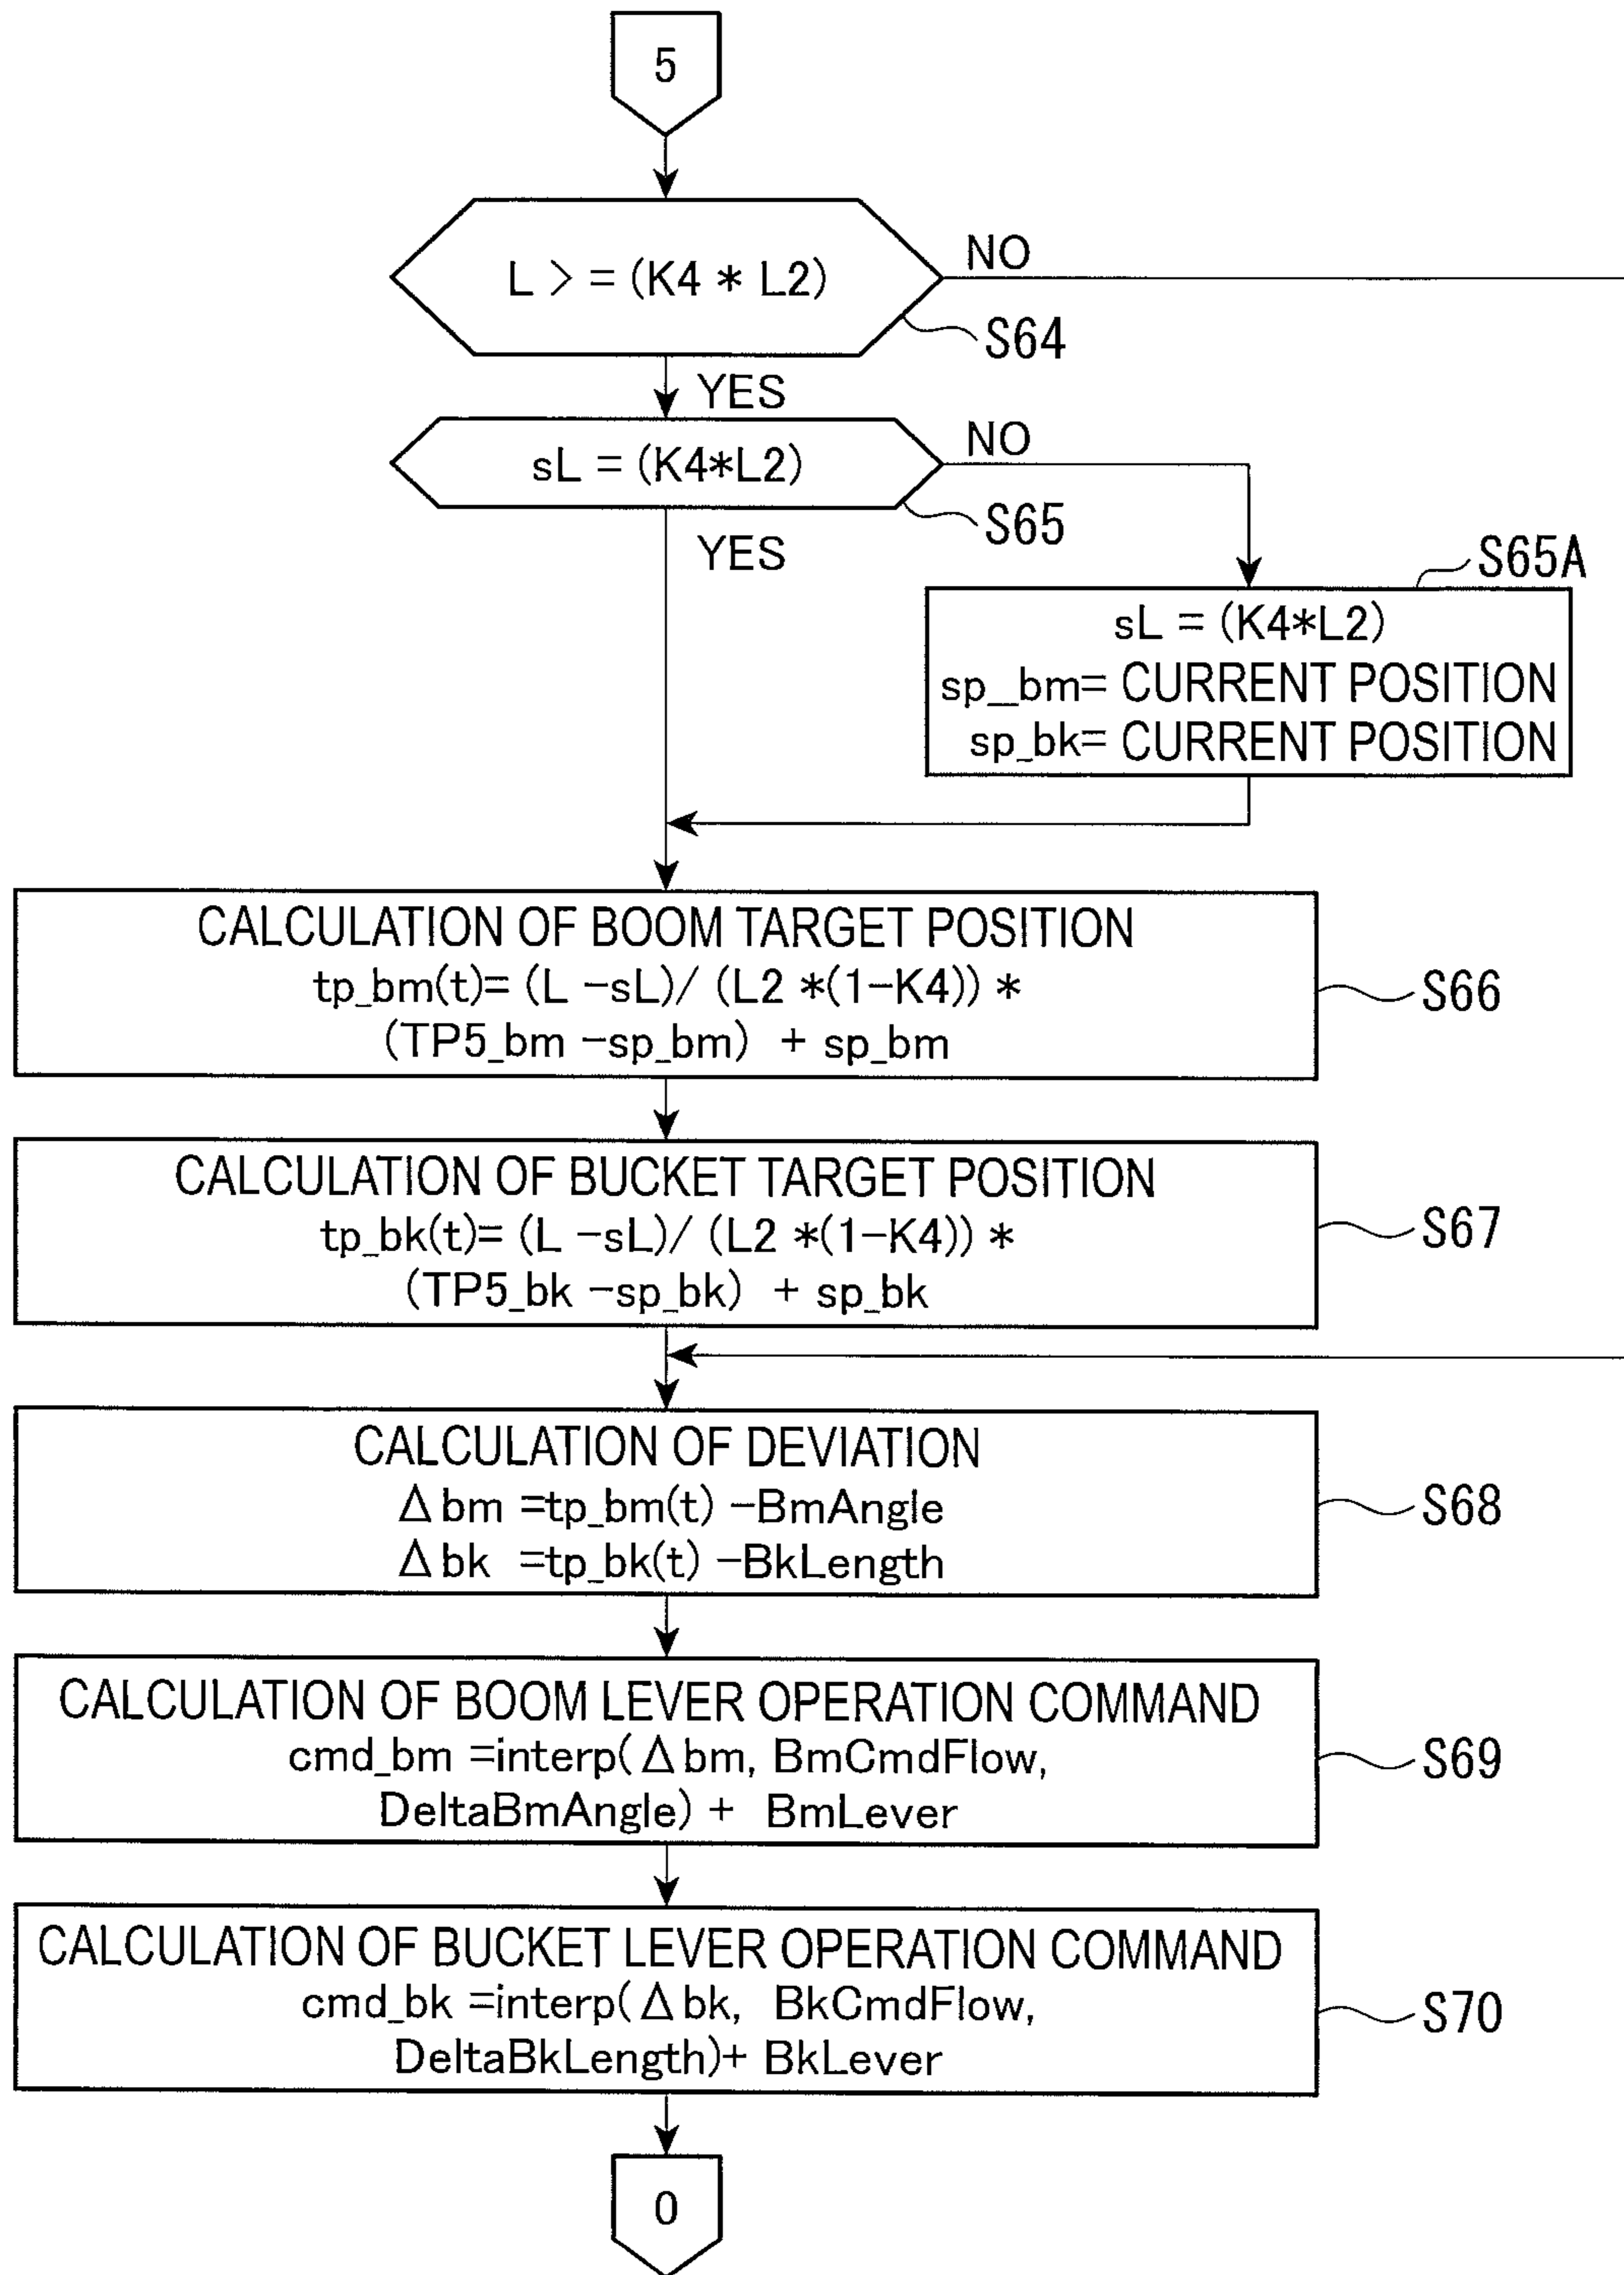 5
L > = (K4 * L2)
NO
S64
YES
sL = (K4*L2)
NO
S65
YES
S65A
sL = (K4*L2)
sp_bm= CURRENT POSITION
sp_bk= CURRENT POSITION
CALCULATION OF BOOM TARGET POSITION
tp_bm(t)= (L -sL)/ (L2 *(1-K4)) *
(TP5_bm -sp_bm) + sp_bm
S66
CALCULATION OF BUCKET TARGET POSITION
tp_bk(t)= (L -sL)/ (L2 *(1-K4)) *
(TP5_bk -sp_bk) + sp_bk
S67
CALCULATION OF DEVIATION
Δbm =tp_bm(t) -BmAngle
Δbk =tp_bk(t) -BkLength
S68
CALCULATION OF BOOM LEVER OPERATION COMMAND
cmd_bm =interp(Δbm, BmCmdFlow,
DeltaBmAngle) + BmLever
S69
CALCULATION OF BUCKET LEVER OPERATION COMMAND
cmd_bk =interp(Δbk, BkCmdFlow,
DeltaBkLength)+ BkLever
S70
0